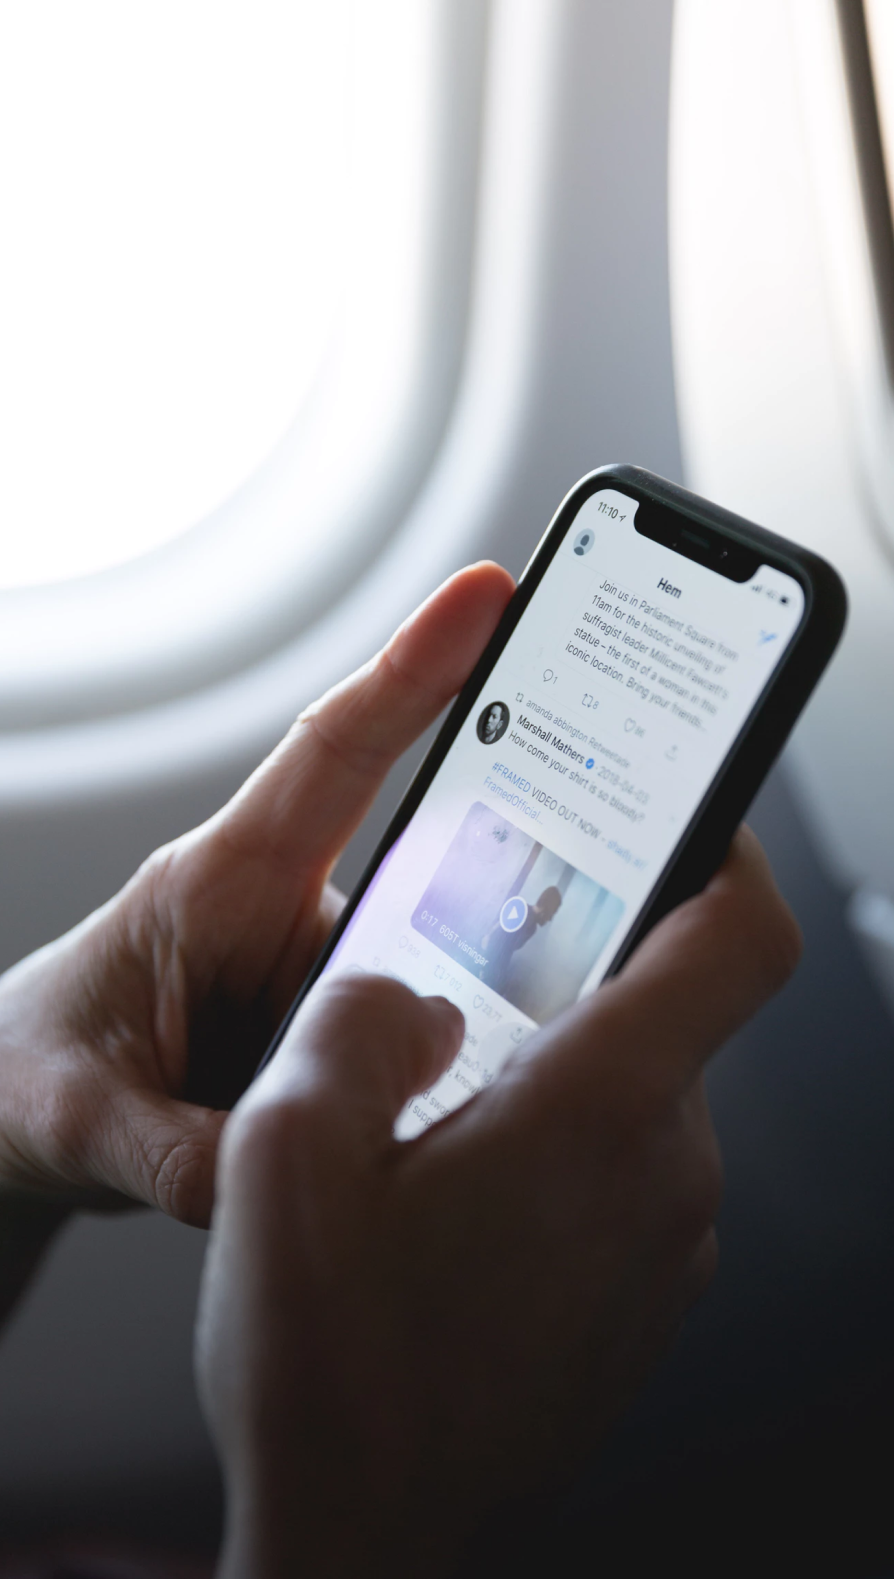 11:10
Hem
Join us in Parliament Square from
11am for the historic unveiling of
suffragist leader Millicent Fawcett's
statue – the first of a woman in this
iconic location. Bring your friends...
1
8
amanda abbington Retweetade
Marshall Mathers 2018-04-03
How come your shirt is so bloody?
#FRAMED VIDEO OUT NOW -
FramedOfficial...
0:17 6051 visningar